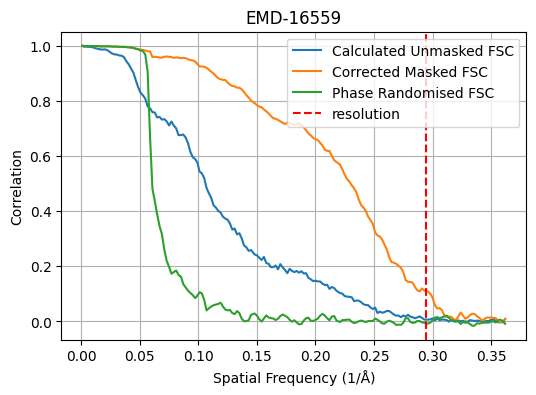 EMD-16559
Calculated Unmasked FSC
Corrected Masked FSC
Phase Randomised FSC
resolution
Correlation
1.0
0.8
0.6
0.4
0.2
0.0
0.00 0.05 0.10 0.15 0.20 0.25 0.30 0.35
Spatial Frequency (1/Å)